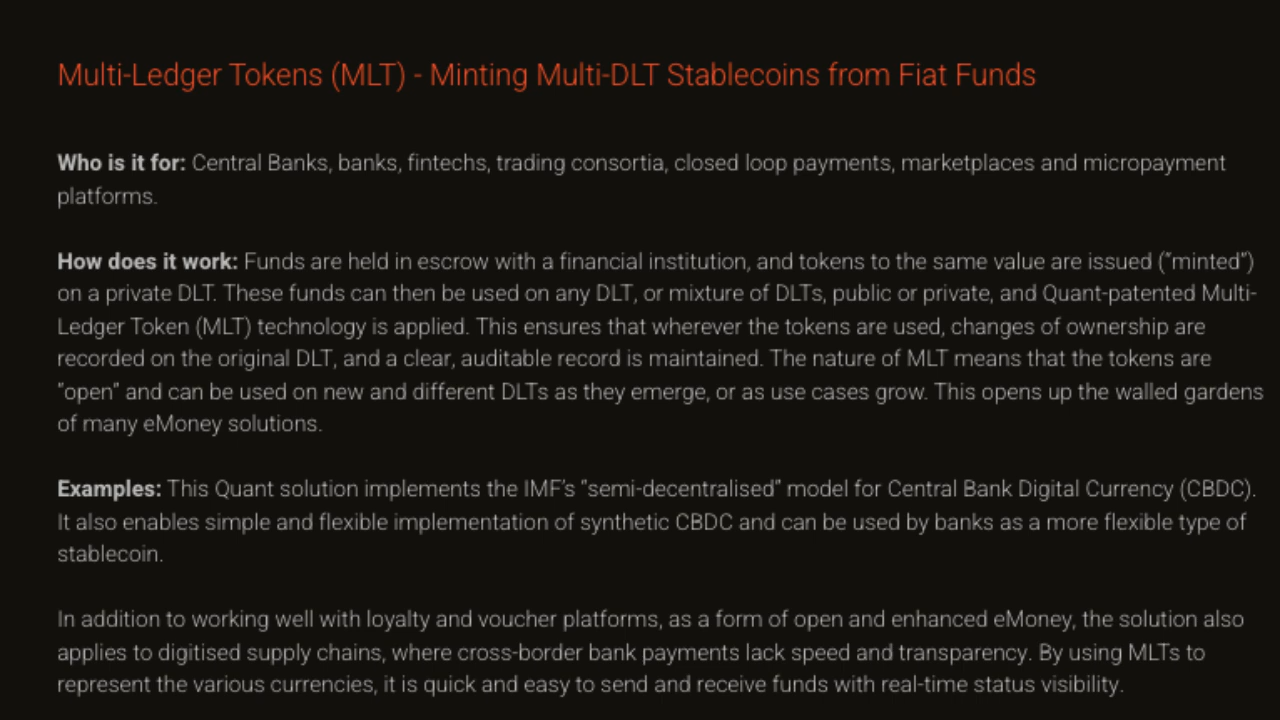 Multi-Ledger Tokens (MLT) - Minting Multi-DLT Stablecoins from Fiat Funds
Who is it for: Central Banks, banks, fintechs, trading consortia, closed loop payments, marketplaces and micropayment
platforms.
How does it work: Funds are held in escrow with a financial institution, and tokens to the same value are issued (“minted”)
on a private DLT. These funds can then be used on any DLT, or mixture of DLTs, public or private, and Quant-patented Multi-
Ledger Token (MLT) technology is applied. This ensures that wherever the tokens are used, changes of ownership are
recorded on the original DLT, and a clear, auditable record is maintained. The nature of MLT means that the tokens are
“open” and can be used on new and different DLTs as they emerge, or as use cases grow. This opens up the walled gardens
of many eMoney solutions.
Examples: This Quant solution implements the IMF’s “semi-decentralised” model for Central Bank Digital Currency (CBDC).
It also enables simple and flexible implementation of synthetic CBDC and can be used by banks as a more flexible type of
stablecoin.
In addition to working well with loyalty and voucher platforms, as a form of open and enhanced eMoney, the solution also
applies to digitised supply chains, where cross-border bank payments lack speed and transparency. By using MLTs to
represent the various currencies, it is quick and easy to send and receive funds with real-time status visibility.